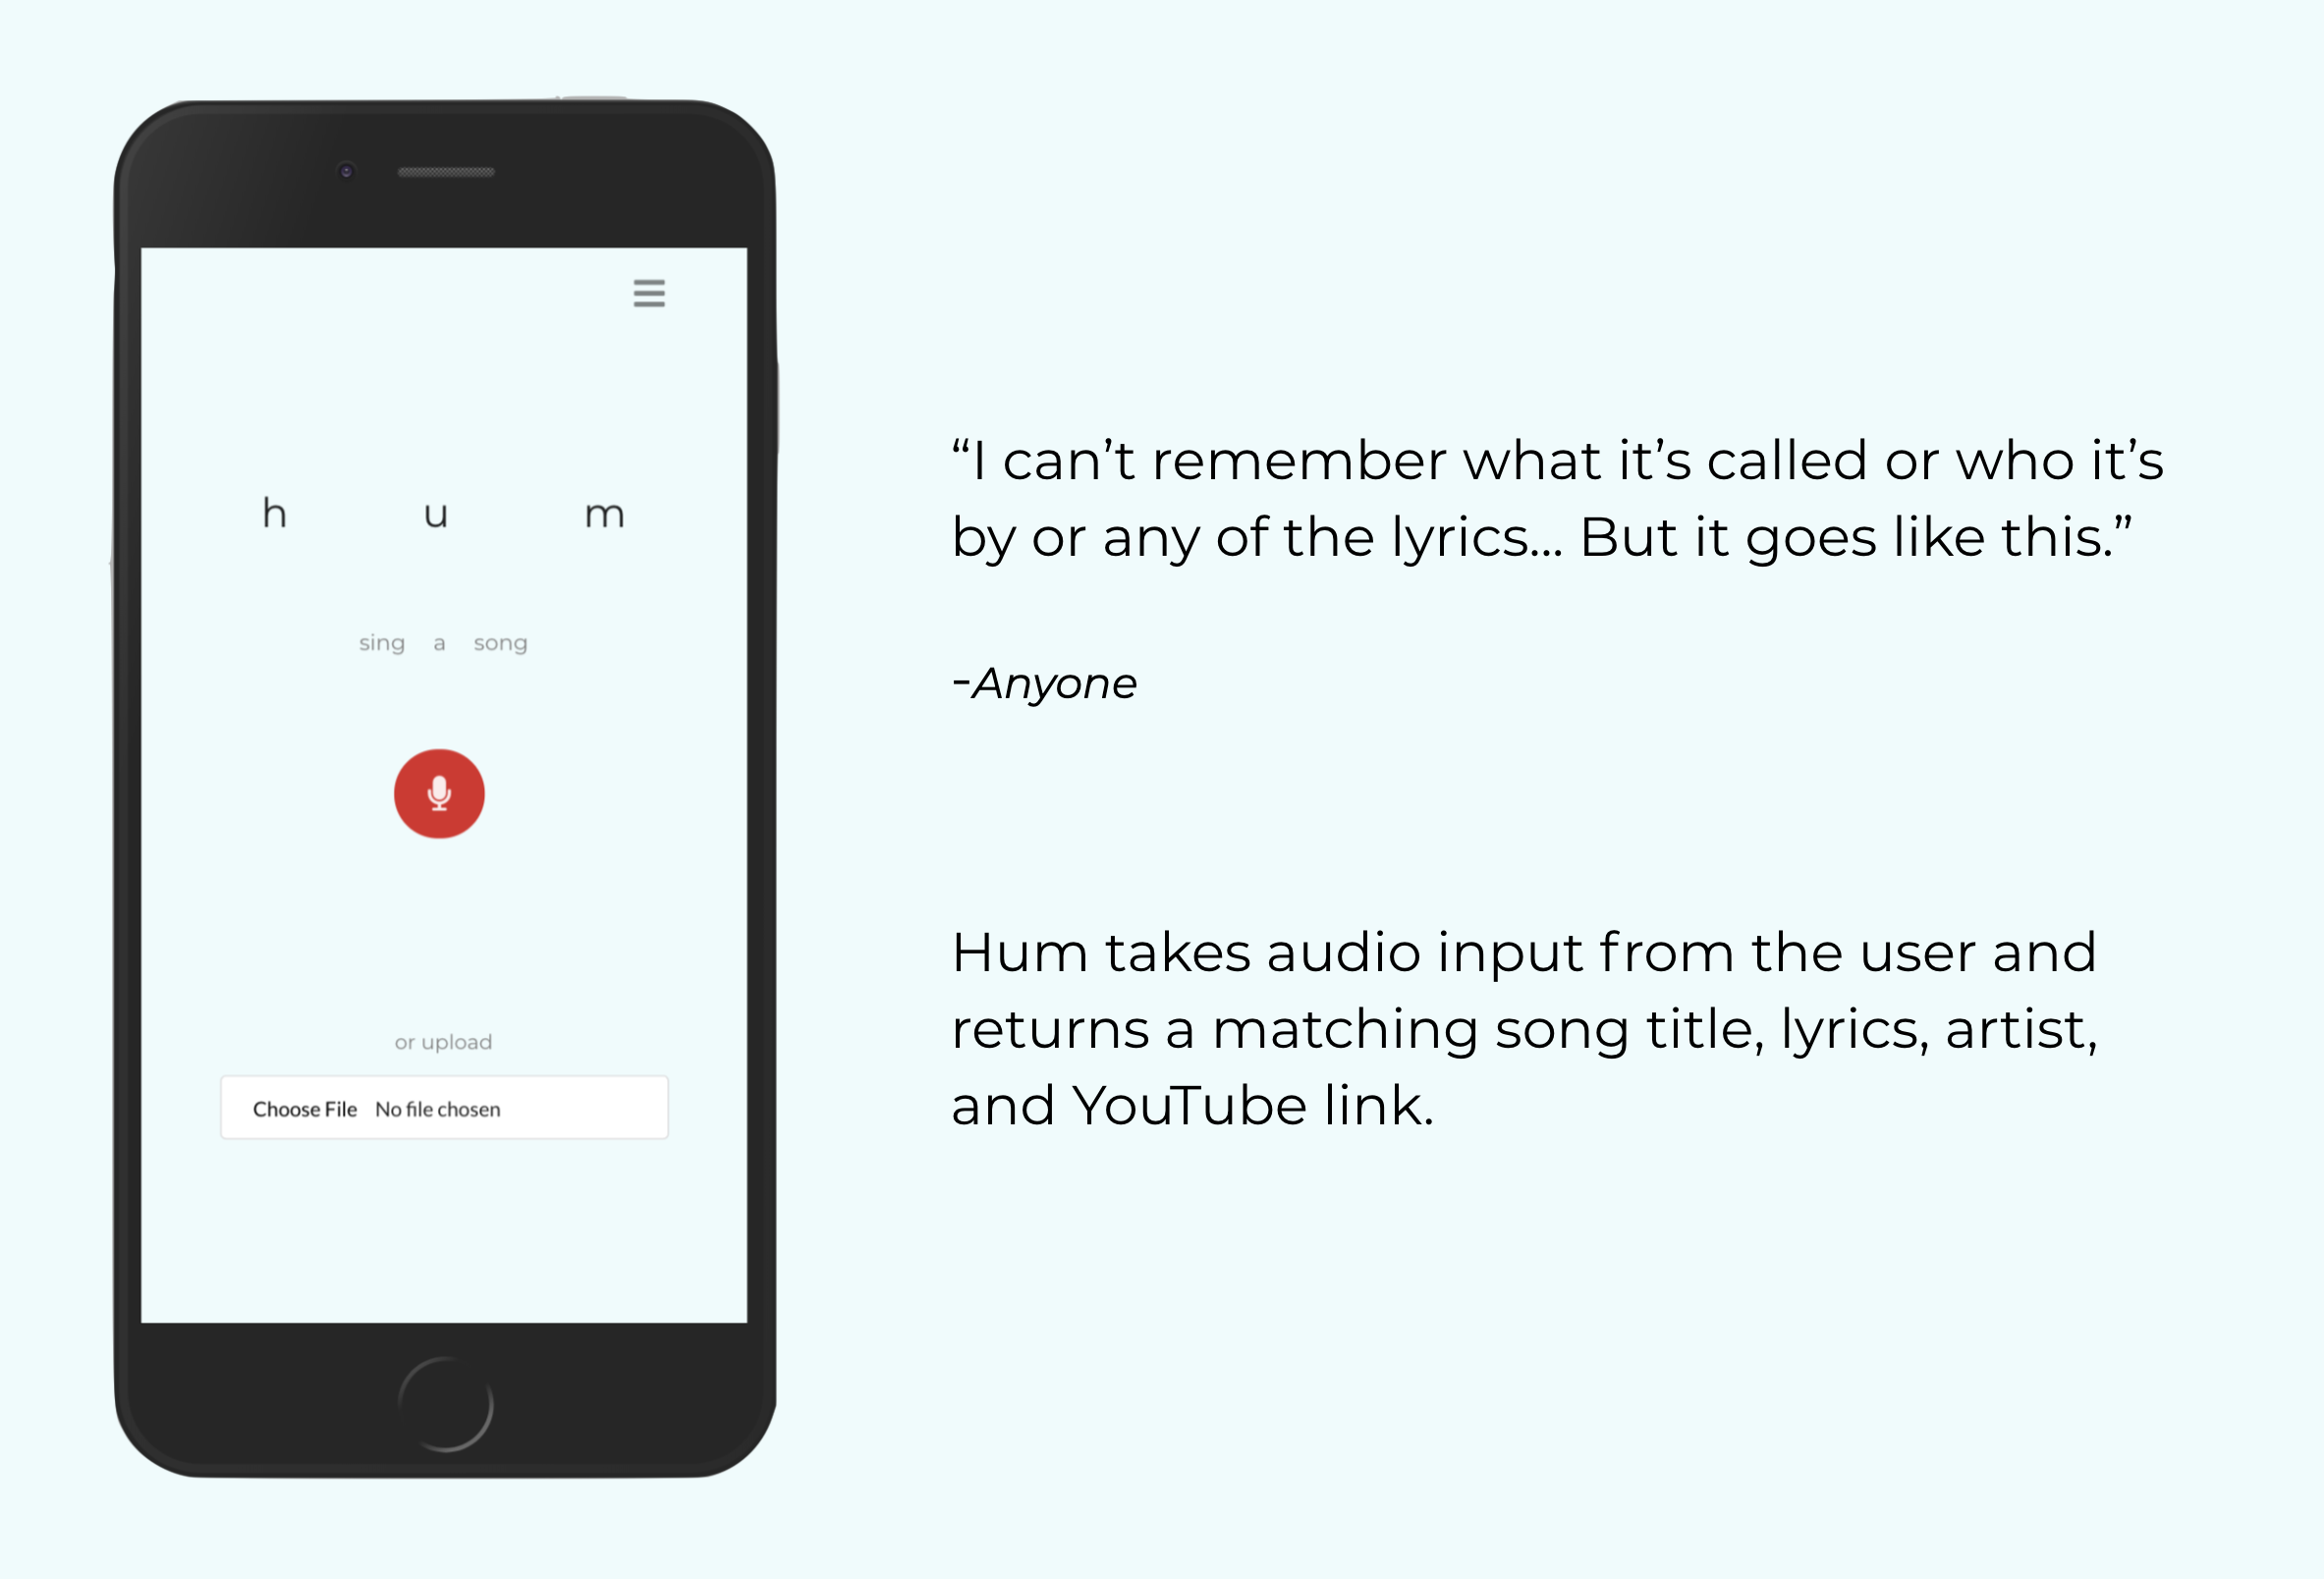 h u m
sing a song
or upload
Choose File No file chosen
“I can’t remember what it’s called or who it’s
by or any of the lyrics... But it goes like this.”
-Anyone
Hum takes audio input from the user and
returns a matching song title, lyrics, artist,
and YouTube link.